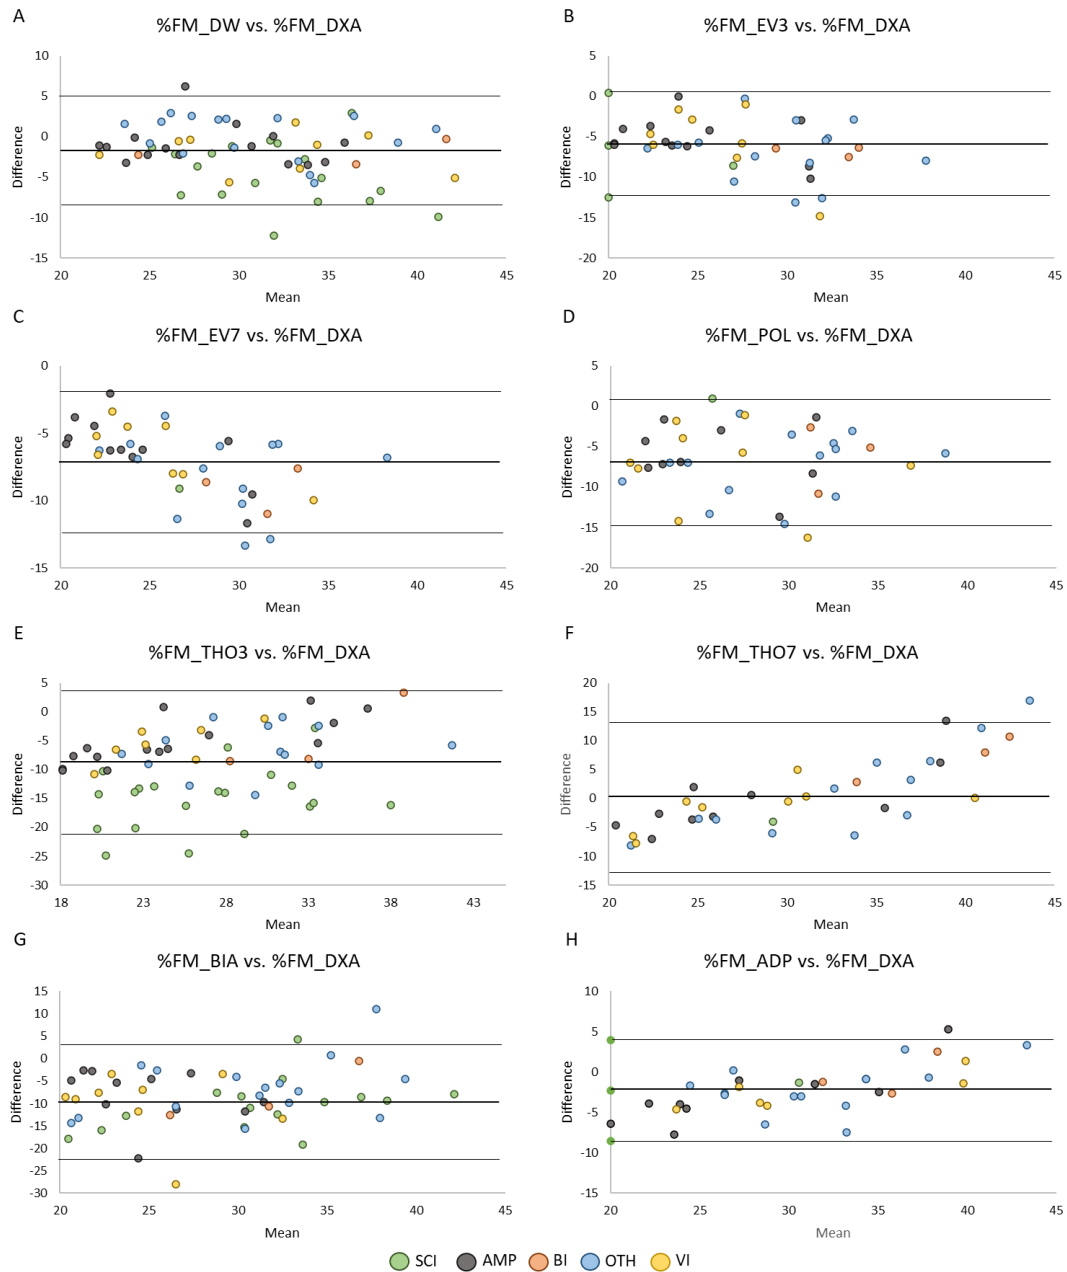 A
%FM_DW vs. %FM_DXA
10
5
0
-5
-10
-15
Difference
20 25 30 35 40 45
Mean
B
%FM_EV3 vs. %FM_DXA
5
0
-5
-10
-15
-20
Difference
20 25 30 35 40 45
Mean
C
%FM_EV7 vs. %FM_DXA
0
-5
-10
-15
Difference
20 25 30 35 40 45
Mean
D
%FM_POL vs. %FM_DXA
5
0
-5
-10
-15
-20
Difference
20 25 30 35 40 45
Mean
E
%FM_THO3 vs. %FM_DXA
5
0
-5
-10
-15
-20
-25
-30
Difference
18 23 28 33 38 43
Mean
F
%FM_THO7 vs. %FM_DXA
20
15
10
5
0
-5
-10
-15
Difference
20 25 30 35 40 45
Mean
G
%FM_BIA vs. %FM_DXA
15
10
5
0
-5
-10
-15
-20
-25
-30
Difference
20 25 30 35 40 45
Mean
H
%FM_ADP vs. %FM_DXA
10
5
0
-5
-10
-15
Difference
20 25 30 35 40 45
Mean
SCI AMP BI OTH VI